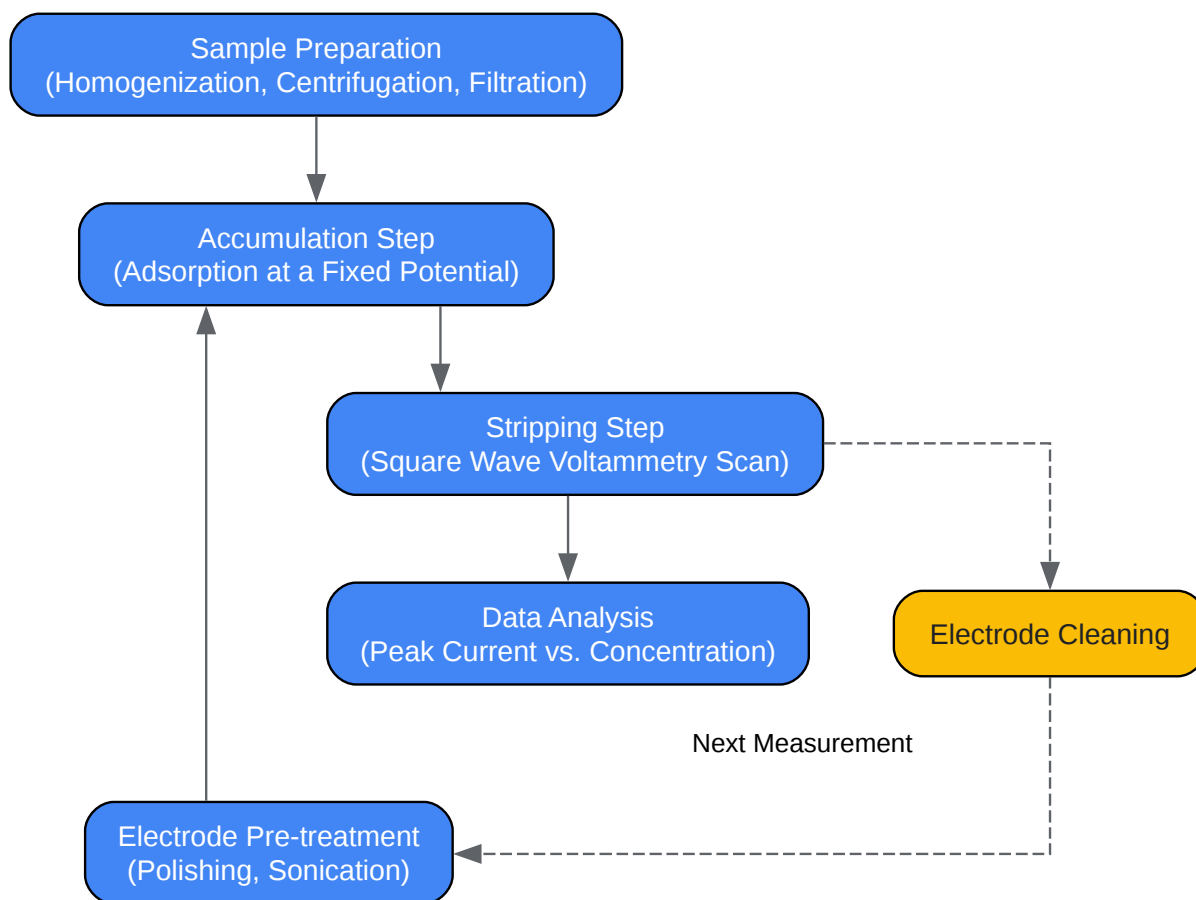 Sample Preparation
(Homogenization, Centrifugation, Filtration)
Accumulation Step
(Adsorption at a Fixed Potential)
Stripping Step
(Square Wave Voltammetry Scan)
Data Analysis
(Peak Current vs. Concentration)
Electrode Cleaning
Next Measurement
Electrode Pre-treatment
(Polishing, Sonication)